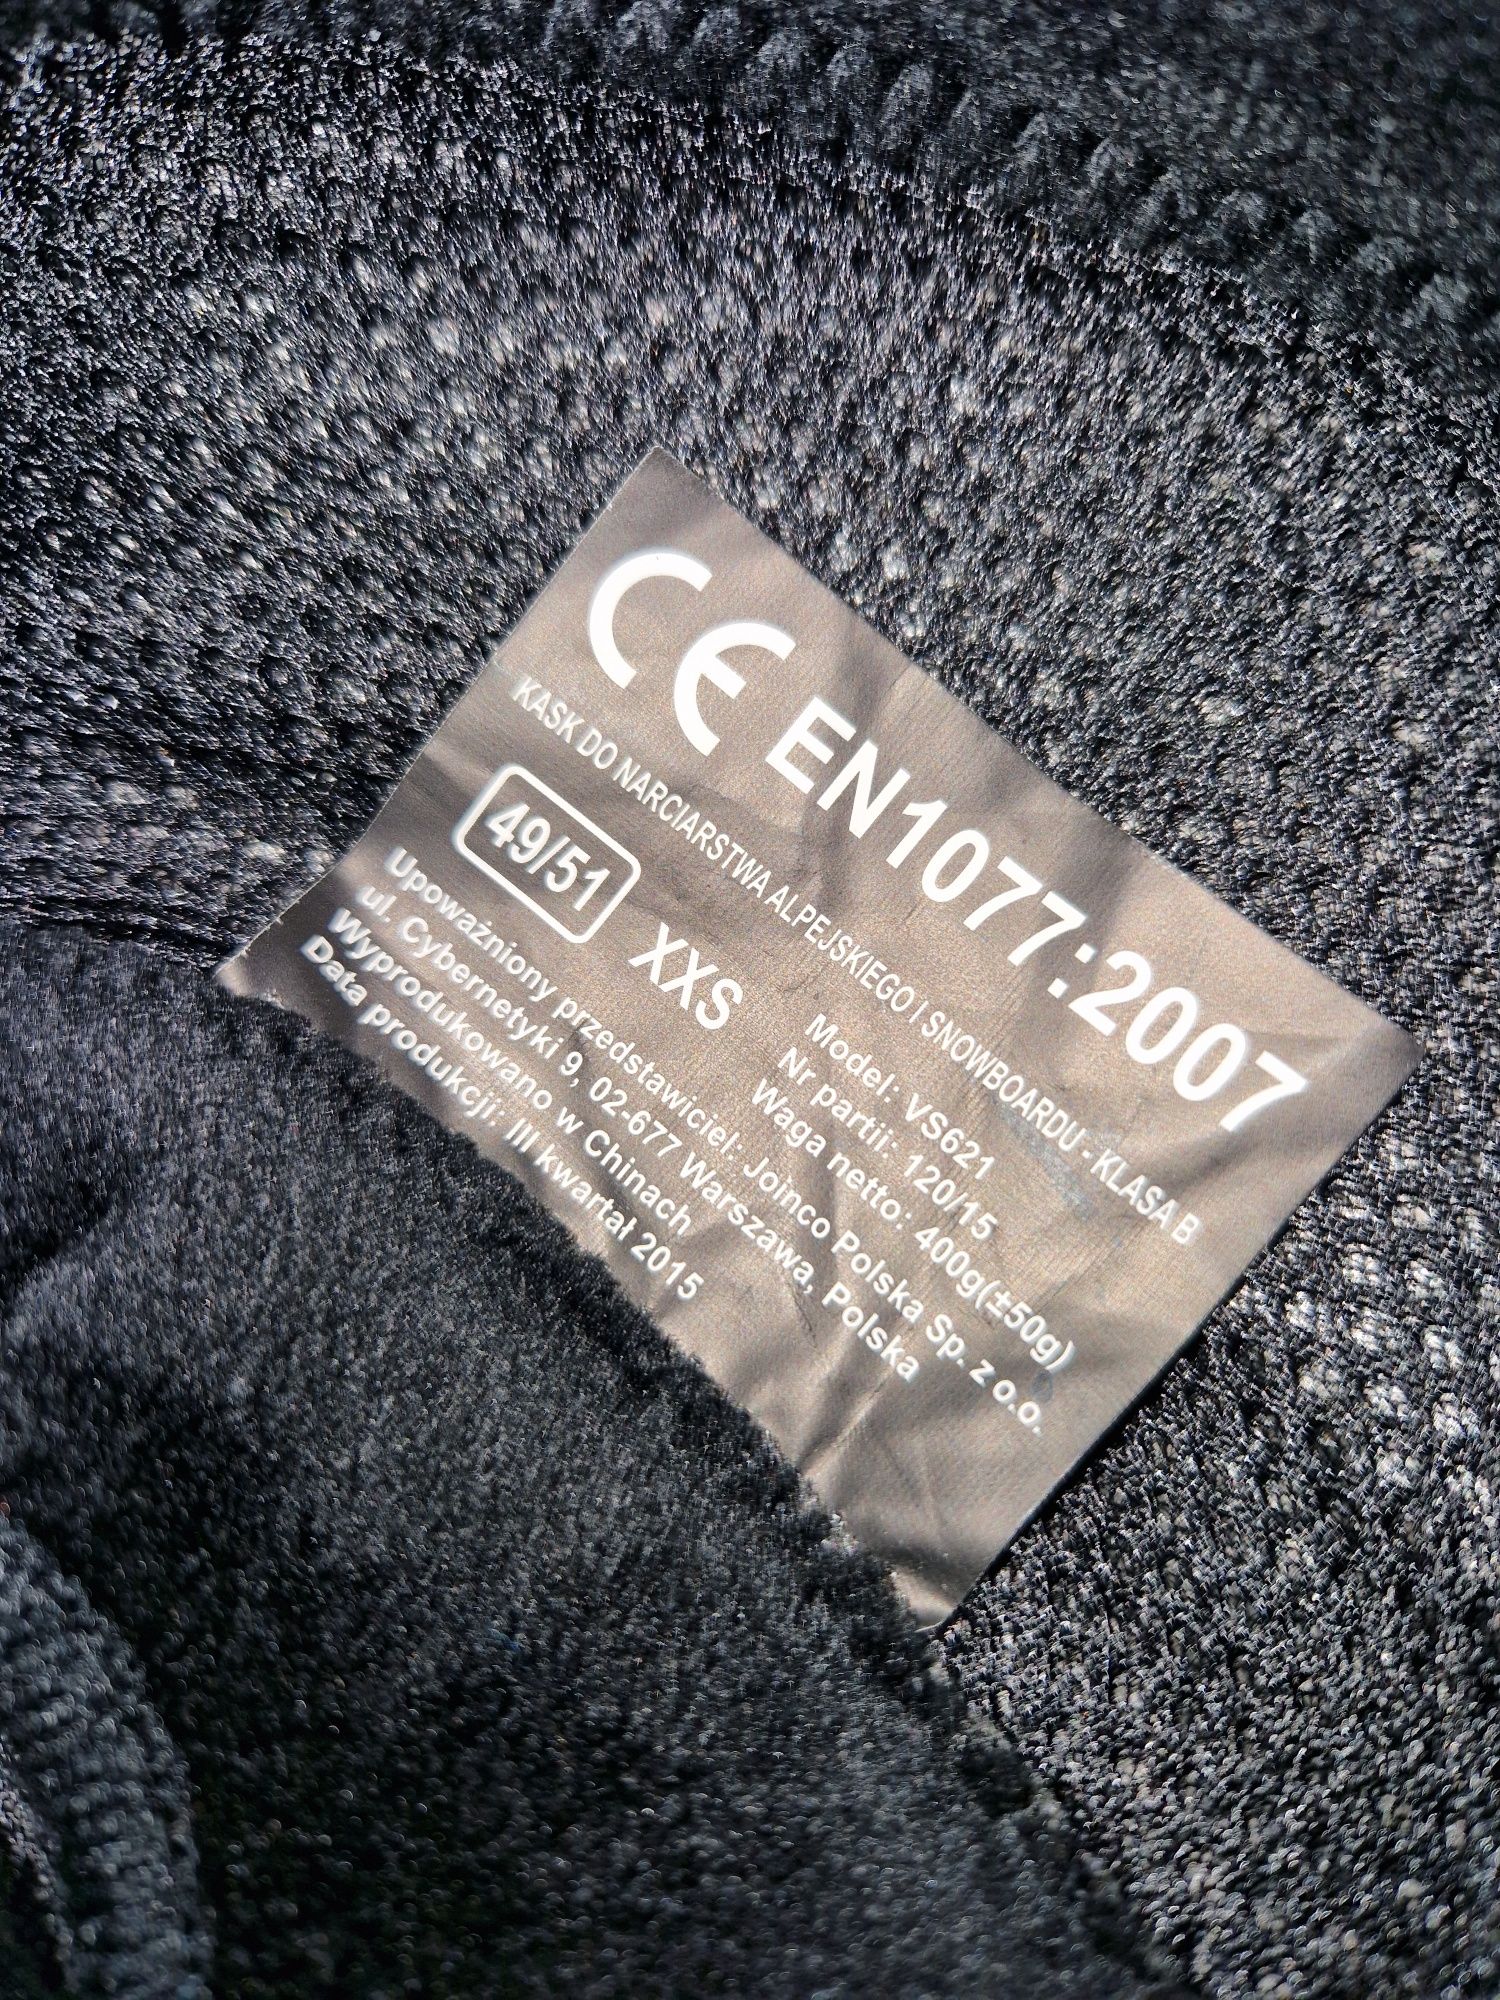 CE EN1077:2007
KASK DO NARCIARSTWA ALPEJSKIEGO I SNOWBOARDU - KLASA B
49/51 XXS
Model: VS621
Nr partii: 120/15
Waga netto: 400g(±50g)
Upoważniony przedstawiciel: Joinco Polska Sp. z o.o.
ul. Cybernetyki 9, 02-677 Warszawa, Polska
Wyprodukowano w Chinach
Data produkcji: III kwartał 2015